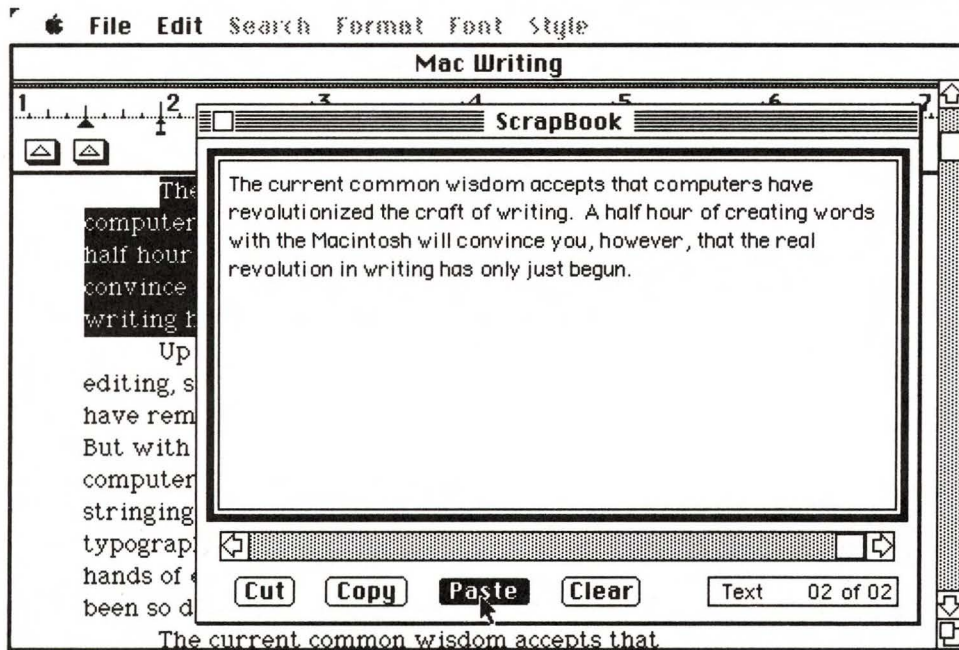 File Edit Search Format Font Style
Mac Writing
1 2 3 4 5 6 7
ScrapBook
The current common wisdom accepts that computers have
revolutionized the craft of writing. A half hour of creating words
with the Macintosh will convince you, however, that the real
revolution in writing has only just begun.
The
computer
half hour
convince
writing h
Up
editing, s
have rem
But with
computer
stringing
typograp
hands of
been so d
The current common wisdom accepts that
Cut Copy Paste Clear Text 02 of 02